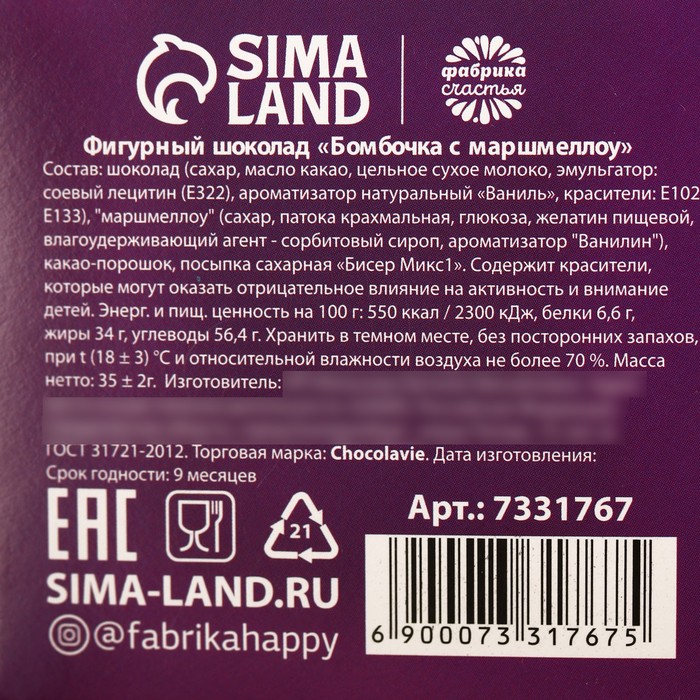 SIMA
LAND
фабрика
счастья
Фигурный шоколад «Бомбочка с маршмеллоу»
Состав: шоколад (сахар, масло какао, цельное сухое молоко, эмульгатор:
соевый лецитин (Е322), ароматизатор натуральный «Ваниль», красители: Е102
Е133), "маршмеллоу" (сахар, патока крахмальная, глюкоза, желатин пищевой,
влагоудерживающий агент - сорбитовый сироп, ароматизатор "Ванилин"),
какао-порошок, посыпка сахарная «Бисер Микс1». Содержит красители,
которые могут оказать отрицательное влияние на активность и внимание
детей. Энерг. и пищ. ценность на 100 г: 550 ккал / 2300 кДж, белки 6,6 г,
жиры 34 г, углеводы 56,4 г. Хранить в темном месте, без посторонних запахов,
при t (18 ± 3) °С и относительной влажности воздуха не более 70 %. Масса
нетто: 35 ± 2г. Изготовитель:
ГОСТ 31721-2012. Торговая марка: Chocolavie. Дата изготовления:
Срок годности: 9 месяцев
EAC
21
Арт.: 7331767
SIMA-LAND.RU
@fabrikahappy
6 900073 317675